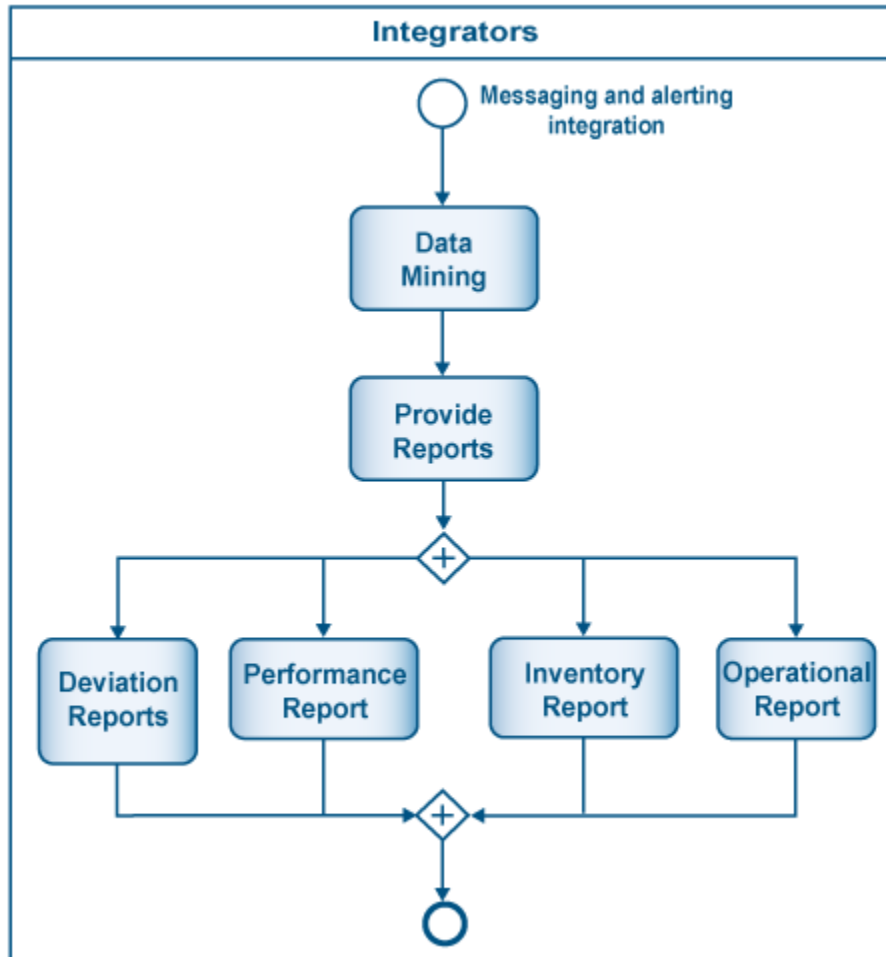 Integrators
Messaging and alerting
integration
Data
Mining
Provide
Reports
Deviation
Reports
Performance
Report
Inventory
Report
Operational
Report